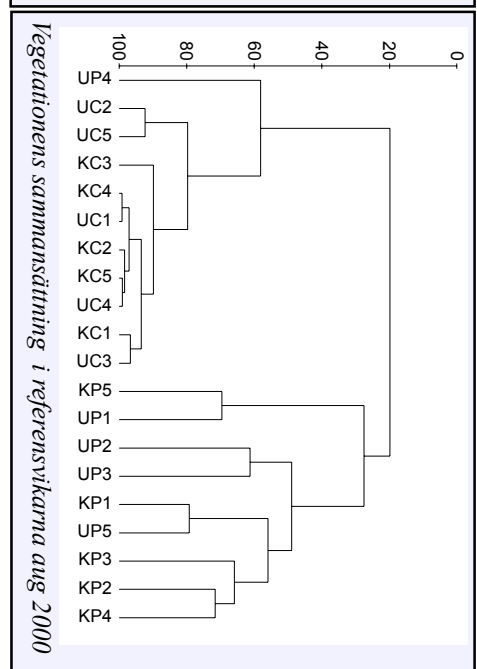 100 80 60 40 20 0
UP4
UC2
UC5
KC3
KC4
UC1
KC2
KC5
UC4
KC1
UC3
KP5
UP1
UP2
UP3
KP1
UP5
KP3
KP2
KP4
Vegetationens sammansättning i referensvikarna aug 2000